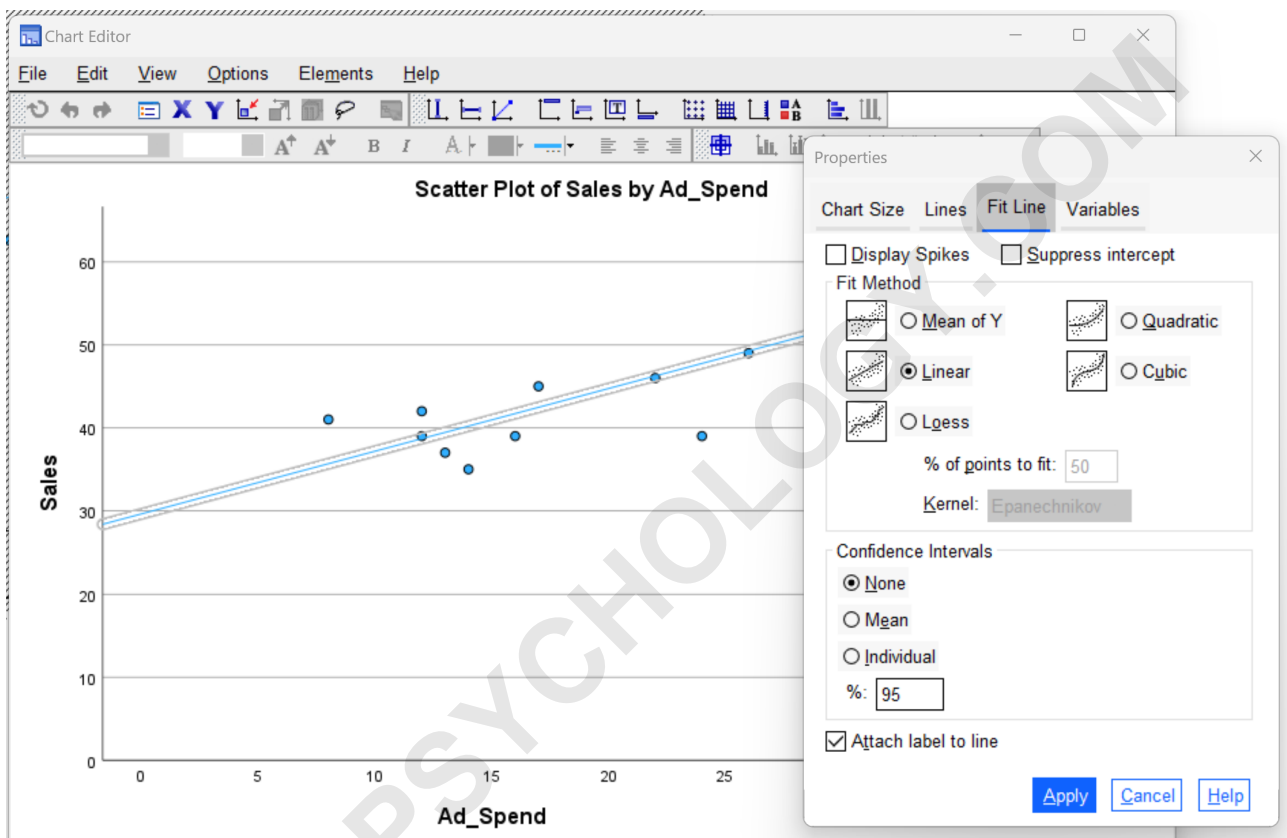 Chart Editor
File Edit View Options Elements Help
X Y
A B I A A B
Scatter Plot of Sales by Ad_Spend
60
50
40
30
20
10
0
Sales
0 5 10 15 20 25
Ad_Spend
Properties
Chart Size Lines Fit Line Variables
Display Spikes Suppress intercept
Fit Method
Mean of Y Quadratic
Linear Cubic
Loess
% of points to fit: 50
Kernel: Epanechnikov
Confidence Intervals
None
Mean
Individual
%: 95
Attach label to line
Apply Cancel Help
PSYCHOLOGY.COM